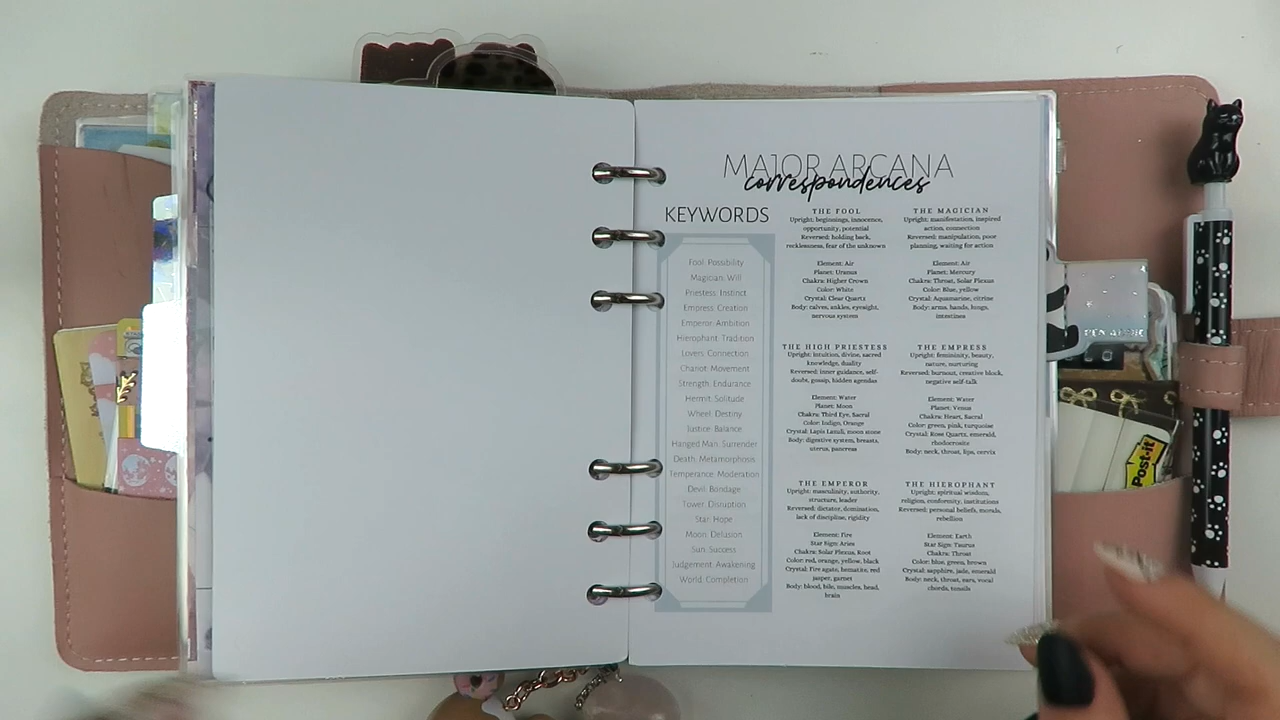 MAJOR ARCANA
correspondences
KEYWORDS
Fool: Possibility
Magician: Will
Priestess: Instinct
Empress: Creation
Emperor: Ambition
Hierophant: Tradition
Lovers: Connection
Chariot: Movement
Strength: Endurance
Hermit: Solitude
Wheel: Destiny
Justice: Balance
Hanged Man: Surrender
Death: Metamorphosis
Temperance: Moderation
Devil: Bondage
Tower: Disruption
Star: Hope
Moon: Delusion
Sun: Success
Judgement: Awakening
World: Completion
THE FOOL
Upright: beginnings, innocence,
opportunity, potential
Reversed: holding back,
recklessness, fear of the unknown
Element: Air
Planet: Uranus
Chakra: Higher Crown
Color: White
Crystal: Clear Quartz
Body: calves, ankles, eyesight,
nervous system
THE MAGICIAN
Upright: manifestation, inspired
action, connection
Reversed: manipulation, poor
planning, waiting for action
Element: Air
Planet: Mercury
Chakra: Throat, Solar Plexus
Color: Blue, yellow
Crystal: Aquamarine, citrine
Body: arms, hands, lungs,
intestines
THE HIGH PRIESTESS
Upright: intuition, divine, sacred
knowledge, duality
Reversed: inner guidance, self-
doubt, gossip, hidden agendas
Element: Water
Planet: Moon
Chakra: Third Eye, Sacral
Color: Indigo, Orange
Crystal: Lapis Lazuli, moon stone
Body: digestive system, breasts,
uterus, pancreas
THE EMPRESS
Upright: femininity, beauty,
nature, nurturing
Reversed: burnout, creative block,
negative self-talk
Element: Water
Planet: Venus
Chakra: Heart, Sacral
Color: green, pink, turquoise
Crystal: Rose Quartz, emerald,
rhodocrosite
Body: neck, throat, lips, cervix
THE EMPEROR
Upright: masculinity, authority,
structure, leader
Reversed: dictator, domination,
lack of discipline, rigidity
Element: Fire
Star Sign: Aries
Chakra: Solar Plexus, Root
Color: red, orange, yellow, black
Crystal: Fire agate, hematite, red
jasper, garnet
Body: blood, bile, muscles, head,
brain
THE HIEROPHANT
Upright: spiritual wisdom,
religion, conformity, institutions
Reversed: personal beliefs, morals,
rebellion
Element: Earth
Star Sign: Taurus
Chakra: Throat
Color: blue, green, brown
Crystal: sapphire, jade, emerald
Body: neck, throat, ears, vocal
chords, tonsils
Post-it